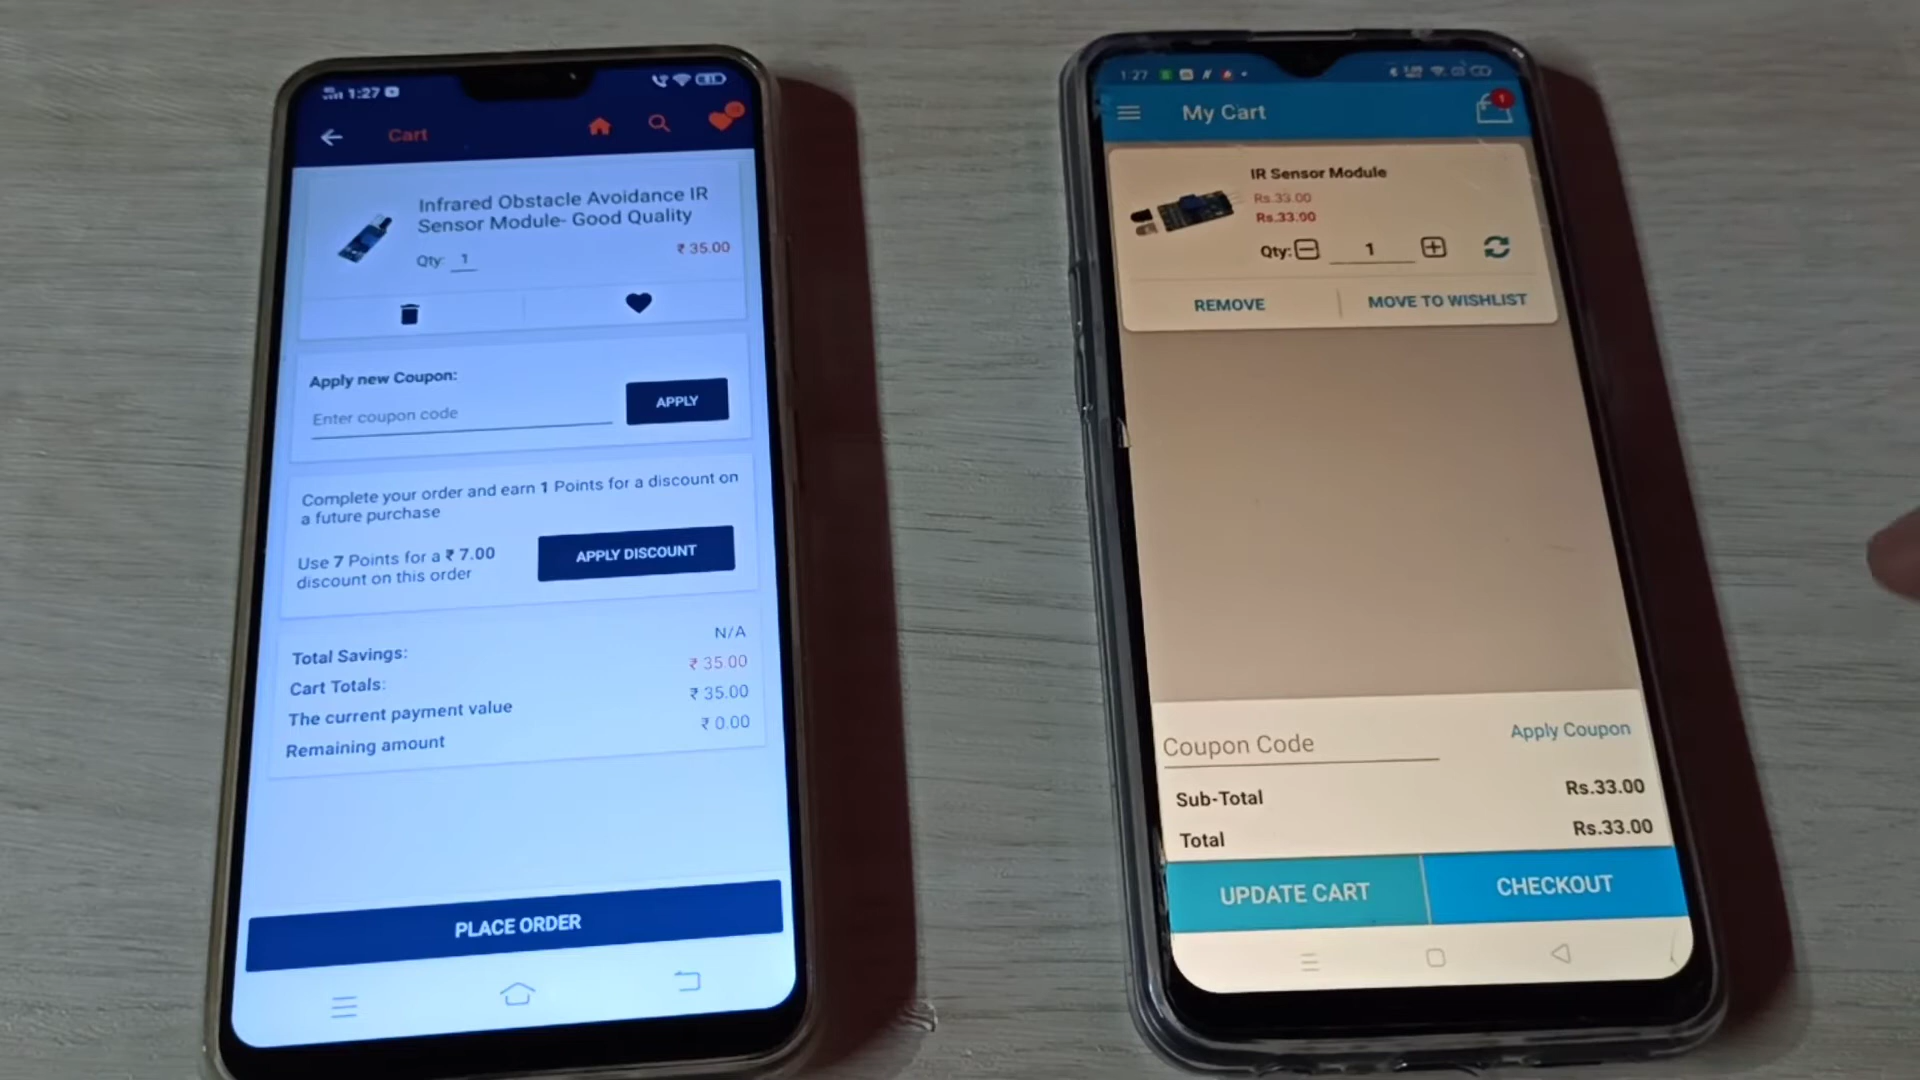 1:27
Cart
Infrared Obstacle Avoidance IR
Sensor Module- Good Quality
₹ 35.00
Qty: 1
Apply new Coupon:
Enter coupon code
APPLY
Complete your order and earn 1 Points for a discount on
a future purchase
Use 7 Points for a ₹ 7.00
discount on this order
APPLY DISCOUNT
Total Savings: N/A
Cart Totals: ₹ 35.00
The current payment value ₹ 35.00
Remaining amount ₹ 0.00
PLACE ORDER
1:27
My Cart
1
IR Sensor Module
Rs.33.00
Rs.33.00
Qty: 1
REMOVE
MOVE TO WISHLIST
Coupon Code
Apply Coupon
Sub-Total Rs.33.00
Total Rs.33.00
UPDATE CART
CHECKOUT